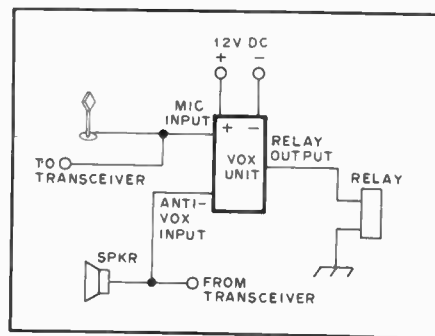 12V DC
+ −
MIC
INPUT
+ −
VOX
UNIT
RELAY
OUTPUT
RELAY
TO
TRANSCEIVER
ANTI-
VOX
INPUT
SPKR
FROM
TRANSCEIVER